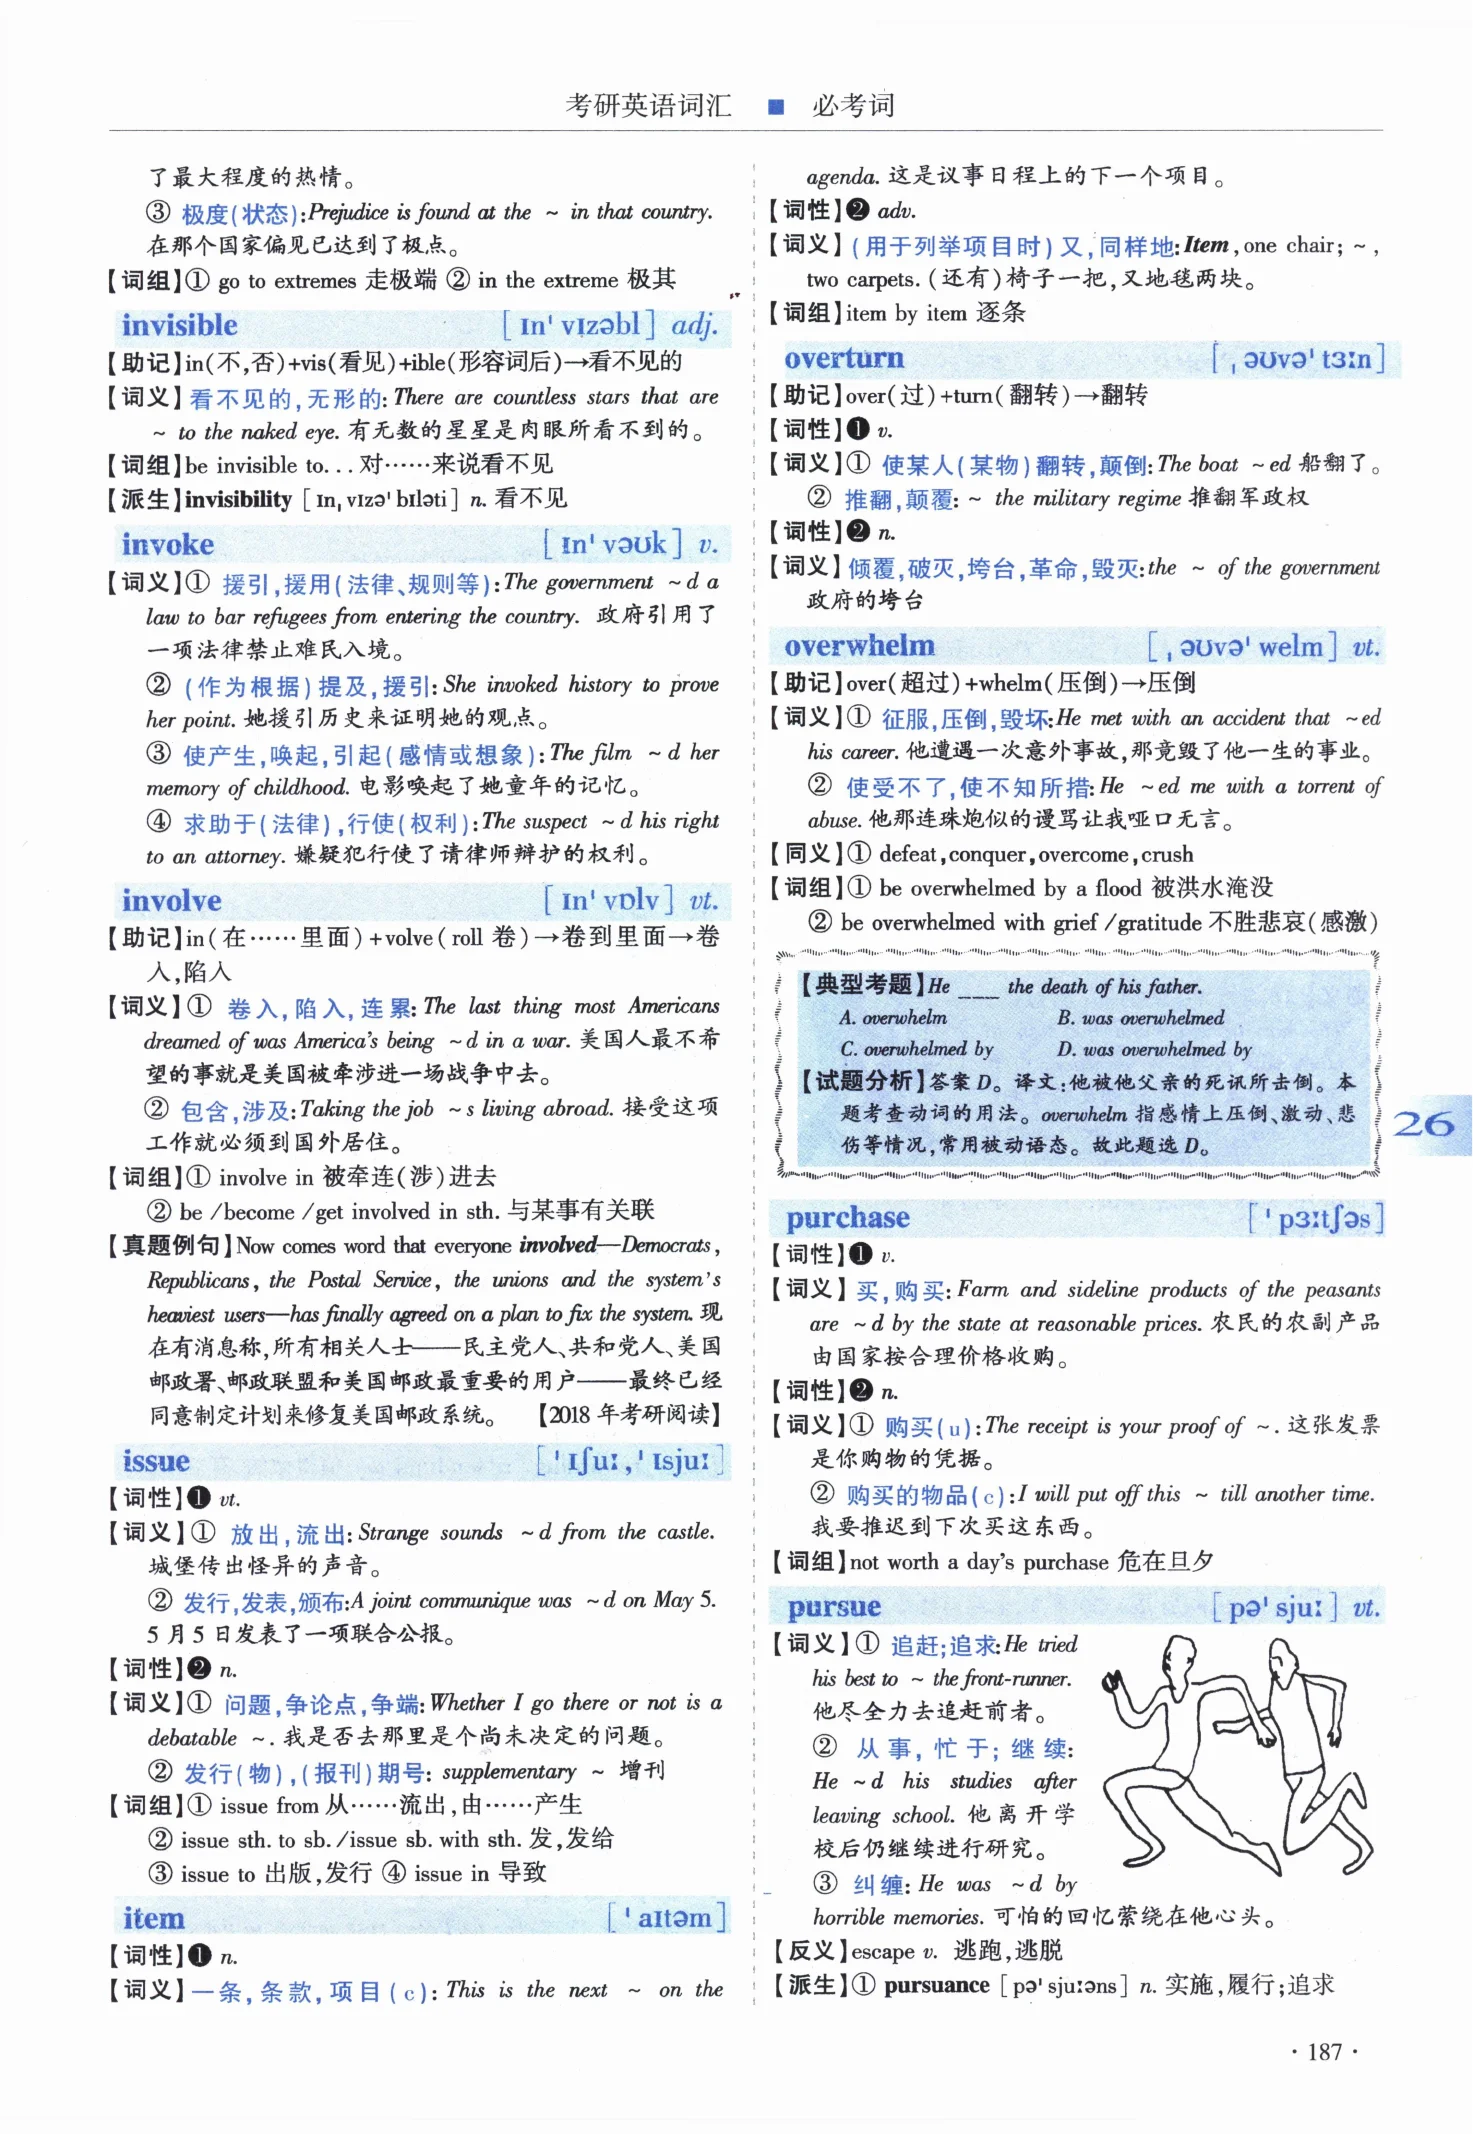 考研英语词汇 ■ 必考词
了最大程度的热情。
③ 极度(状态):Prejudice is found at the ~ in that country.
在那个国家偏见已达到了极点。
【词组】① go to extremes 走极端 ② in the extreme 极其
invisible [ɪn'vɪzəbl] adj.
【助记】in(不,否)+vis(看见)+ible(形容词后)→看不见的
【词义】看不见的,无形的: There are countless stars that are
~ to the naked eye. 有无数的星星是肉眼所看不到的。
【词组】be invisible to... 对……来说看不见
【派生】invisibility [ɪnˌvɪzə'bɪləti] n. 看不见
invoke [ɪn'vəʊk] v.
【词义】① 援引,援用(法律、规则等):The government ~d a
law to bar refugees from entering the country. 政府引用了
一项法律禁止难民入境。
② (作为根据)提及,援引: She invoked history to prove
her point. 她援引历史来证明她的观点。
③ 使产生,唤起,引起(感情或想象):The film ~d her
memory of childhood. 电影唤起了她童年的记忆。
④ 求助于(法律),行使(权利):The suspect ~d his right
to an attorney. 嫌疑犯行使了请律师辩护的权利。
involve [ɪn'vɒlv] vt.
【助记】in(在……里面)+volve(roll 卷)→卷到里面→卷
入,陷入
【词义】① 卷入,陷入,连累: The last thing most Americans
dreamed of was America's being ~d in a war. 美国人最不希
望的事就是美国被牵涉进一场战争中去。
② 包含,涉及:Taking the job ~s living abroad. 接受这项
工作就必须到国外居住。
【词组】① involve in 被牵连(涉)进去
② be /become /get involved in sth. 与某事有关联
【真题例句】Now comes word that everyone involved—Democrats,
Republicans, the Postal Service, the unions and the system's
heaviest users—has finally agreed on a plan to fix the system. 现
在有消息称,所有相关人士——民主党人、共和党人、美国
邮政署、邮政联盟和美国邮政最重要的用户——最终已经
同意制定计划来修复美国邮政系统。 【2018 年考研阅读】
issue ['ɪʃuː,'ɪsjuː]
【词性】❶ vt.
【词义】① 放出,流出: Strange sounds ~d from the castle.
城堡传出怪异的声音。
② 发行,发表,颁布:A joint communique was ~d on May 5.
5 月 5 日发表了一项联合公报。
【词性】❷ n.
【词义】① 问题,争论点,争端: Whether I go there or not is a
debatable ~. 我是否去那里是个尚未决定的问题。
② 发行(物),(报刊)期号: supplementary ~ 增刊
【词组】① issue from 从……流出,由……产生
② issue sth. to sb./issue sb. with sth. 发,发给
③ issue to 出版,发行 ④ issue in 导致
item ['aɪtəm]
【词性】❶ n.
【词义】一条,条款,项目(c): This is the next ~ on the
agenda. 这是议事日程上的下一个项目。
【词性】❷ adv.
【词义】(用于列举项目时)又,同样地:Item, one chair; ~,
two carpets. (还有)椅子一把,又地毯两块。
【词组】item by item 逐条
overturn [ˌəʊvə'tɜːn]
【助记】over(过)+turn(翻转)→翻转
【词性】❶ v.
【词义】① 使某人(某物)翻转,颠倒: The boat ~ed 船翻了。
② 推翻,颠覆: ~ the military regime 推翻军政权
【词性】❷ n.
【词义】倾覆,破灭,垮台,革命,毁灭:the ~ of the government
政府的垮台
overwhelm [ˌəʊvə'welm] vt.
【助记】over(超过)+whelm(压倒)→压倒
【词义】① 征服,压倒,毁坏:He met with an accident that ~ed
his career. 他遭遇一次意外事故,那竟毁了他一生的事业。
② 使受不了,使不知所措: He ~ed me with a torrent of
abuse. 他那连珠炮似的谩骂让我哑口无言。
【同义】① defeat,conquer,overcome,crush
【词组】① be overwhelmed by a flood 被洪水淹没
② be overwhelmed with grief /gratitude 不胜悲哀(感激)
【典型考题】He ___ the death of his father.
A. overwhelm B. was overwhelmed
C. overwhelmed by D. was overwhelmed by
【试题分析】答案 D。译文:他被他父亲的死讯所击倒。本
题考查动词的用法。overwhelm 指感情上压倒、激动、悲
伤等情况,常用被动语态。故此题选 D。
26
purchase ['pɜːtʃəs]
【词性】❶ v.
【词义】买,购买: Farm and sideline products of the peasants
are ~d by the state at reasonable prices. 农民的农副产品
由国家按合理价格收购。
【词性】❷ n.
【词义】① 购买(u):The receipt is your proof of ~. 这张发票
是你购物的凭据。
② 购买的物品(c):I will put off this ~ till another time.
我要推迟到下次买这东西。
【词组】not worth a day's purchase 危在旦夕
pursue [pə'sjuː] vt.
【词义】① 追赶;追求:He tried
his best to ~ the front-runner.
他尽全力去追赶前者。
② 从事,忙于;继续:
He ~d his studies after
leaving school. 他离开学
校后仍继续进行研究。
③ 纠缠: He was ~d by
horrible memories. 可怕的回忆萦绕在他心头。
【反义】escape v. 逃跑,逃脱
【派生】① pursuance [pə'sjuːəns] n. 实施,履行;追求
· 187 ·